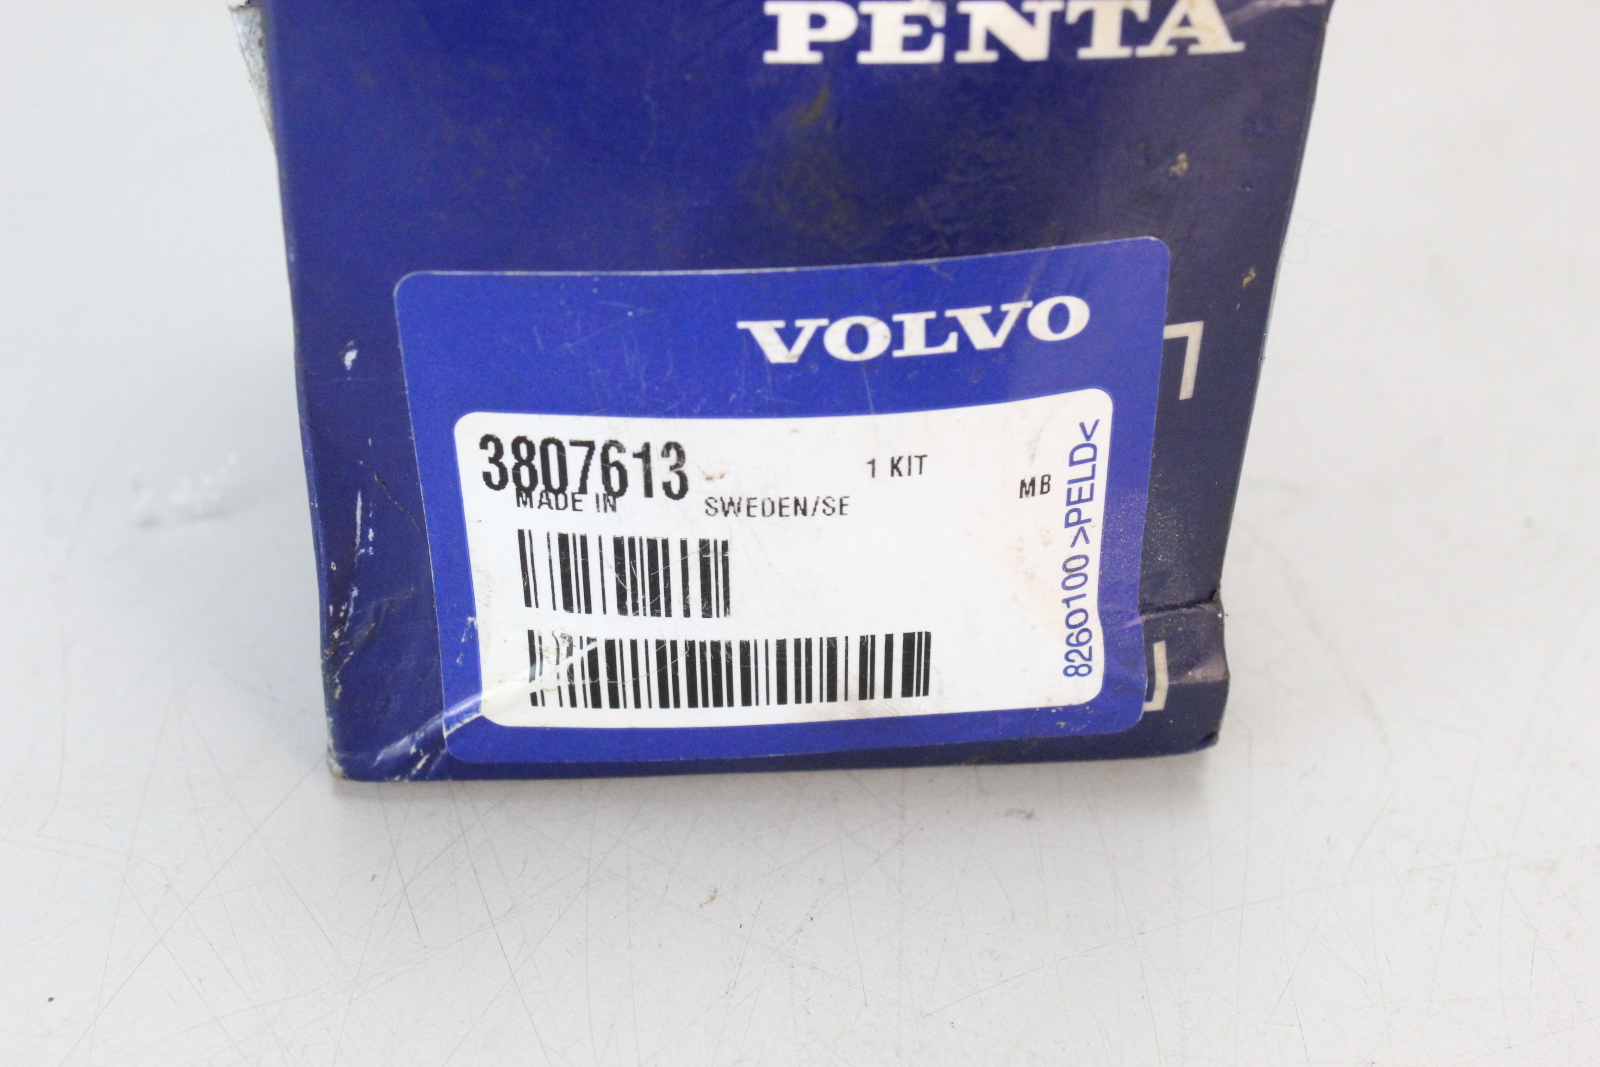 PENTA
VOLVO
3807613
1 KIT
MADE IN SWEDEN/SE
MB
8260100 >PELD<